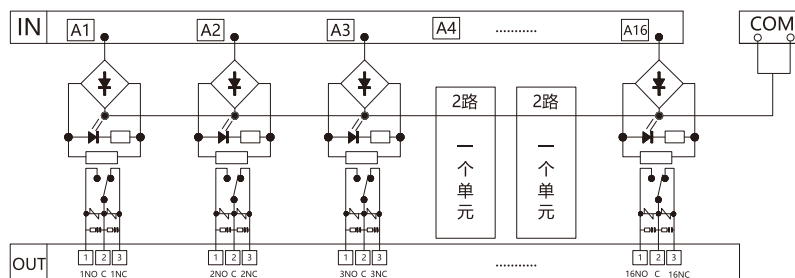 IN A1 A2 A3 A4 ........... A16 COM
2路 2路
一个单元 一个单元
OUT 1 2 3 1 2 3 1 2 3 ........... 1 2 3
1NO C 1NC 2NO C 2NC 3NO C 3NC 16NO C 16NC